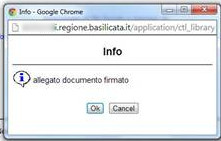 Info - Google Chrome
i.regione.basilicata.it/application/ctl_library
Info
allegato documento firmato
Ok
Cancel